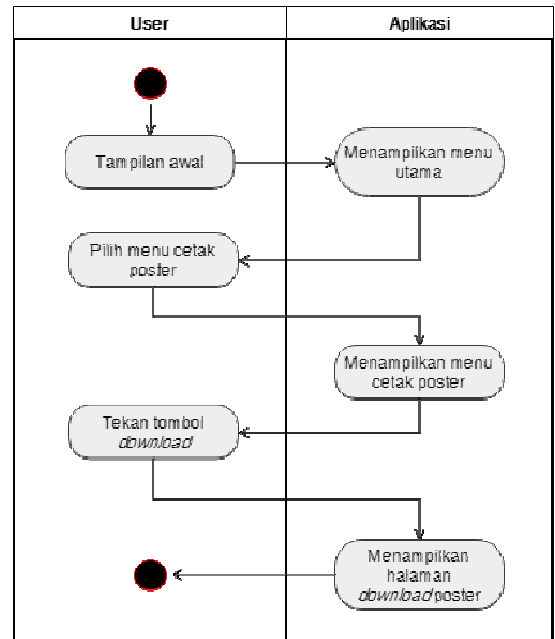 User
Aplikasi
Tampilan awal
Menampilkan menu
utama
Pilih menu cetak
poster
Menampilkan menu
cetak poster
Tekan tombol
download
Menampilkan
halaman
download poster